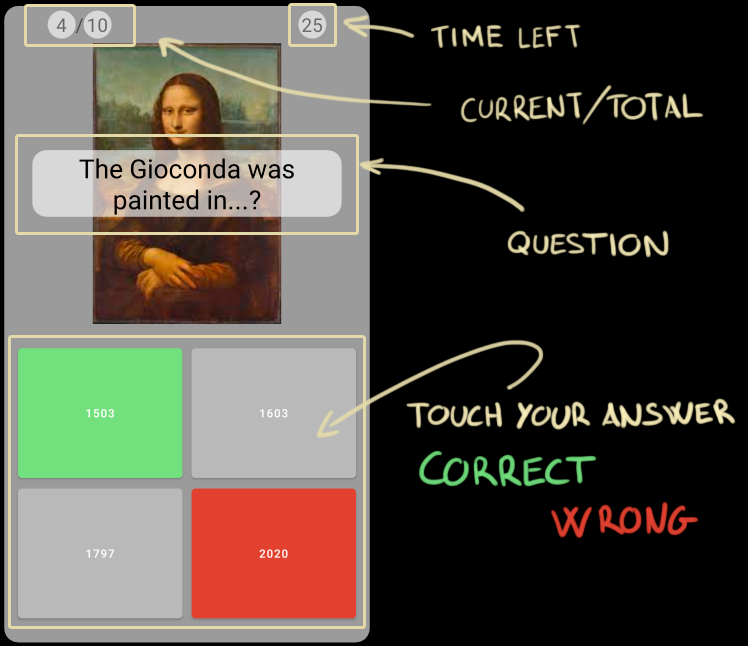 4/10
25
TIME LEFT
CURRENT/TOTAL
The Gioconda was
painted in...?
QUESTION
1503
1603
TOUCH YOUR ANSWER
CORRECT
WRONG
1797
2020